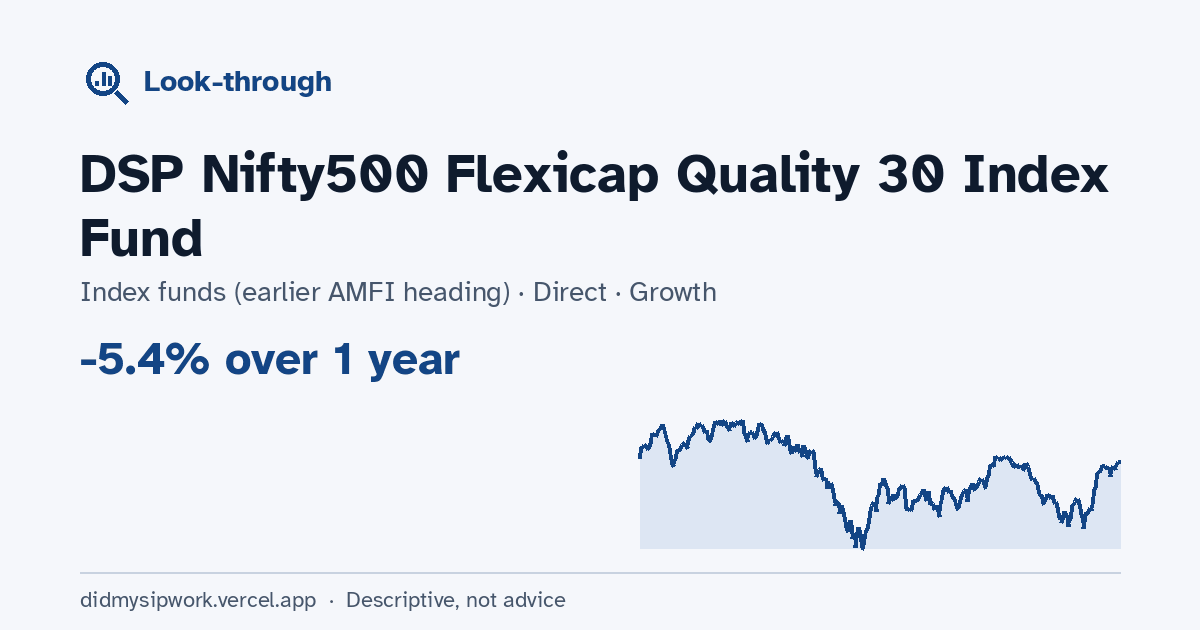 Look-through
DSP Nifty500 Flexicap Quality 30 Index
Fund
Index funds (earlier AMFI heading) · Direct · Growth
-5.4% over 1 year
didmysipwork.vercel.app · Descriptive, not advice